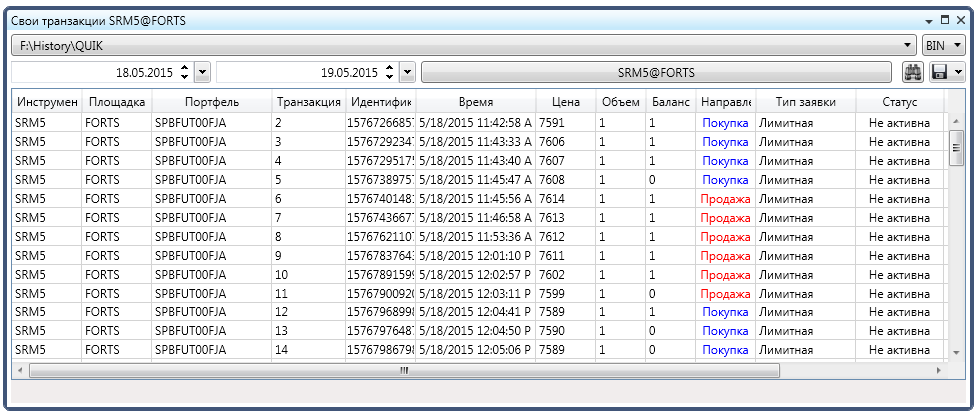 Свои транзакции SRM5@FORTS
F:\History\QUIK BIN
18.05.2015 19.05.2015 SRM5@FORTS
Инструмен Площадка Портфель Транзакция Идентифик Время Цена Объем Баланс Направле Тип заявки Статус
SRM5 FORTS SPBFUT00FJA 2 15767266857 5/18/2015 11:42:58 A 7591 1 1 Покупка Лимитная Не активна
SRM5 FORTS SPBFUT00FJA 3 15767292347 5/18/2015 11:43:33 A 7606 1 1 Покупка Лимитная Не активна
SRM5 FORTS SPBFUT00FJA 4 15767295175 5/18/2015 11:43:40 A 7607 1 1 Покупка Лимитная Не активна
SRM5 FORTS SPBFUT00FJA 5 15767389757 5/18/2015 11:45:47 A 7608 1 0 Покупка Лимитная Не активна
SRM5 FORTS SPBFUT00FJA 6 15767401481 5/18/2015 11:45:56 A 7614 1 1 Продажа Лимитная Не активна
SRM5 FORTS SPBFUT00FJA 7 15767436677 5/18/2015 11:46:58 A 7613 1 1 Продажа Лимитная Не активна
SRM5 FORTS SPBFUT00FJA 8 15767621107 5/18/2015 11:53:36 A 7612 1 1 Продажа Лимитная Не активна
SRM5 FORTS SPBFUT00FJA 9 15767837643 5/18/2015 12:01:10 P 7611 1 1 Продажа Лимитная Не активна
SRM5 FORTS SPBFUT00FJA 10 15767891599 5/18/2015 12:02:57 P 7602 1 1 Продажа Лимитная Не активна
SRM5 FORTS SPBFUT00FJA 11 15767900920 5/18/2015 12:03:11 P 7599 1 0 Продажа Лимитная Не активна
SRM5 FORTS SPBFUT00FJA 12 15767968998 5/18/2015 12:04:41 P 7589 1 1 Покупка Лимитная Не активна
SRM5 FORTS SPBFUT00FJA 13 15767976487 5/18/2015 12:04:50 P 7590 1 0 Покупка Лимитная Не активна
SRM5 FORTS SPBFUT00FJA 14 15767986798 5/18/2015 12:05:06 P 7589 1 0 Покупка Лимитная Не активна